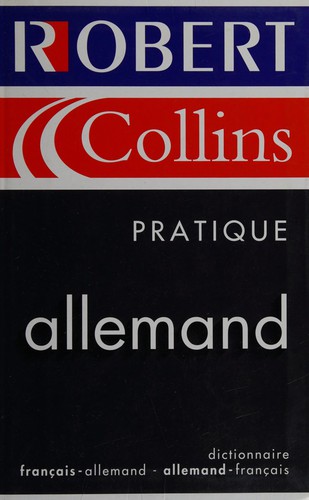 ROBERT
Collins
PRATIQUE
allemand
dictionnaire
français-allemand - allemand-français